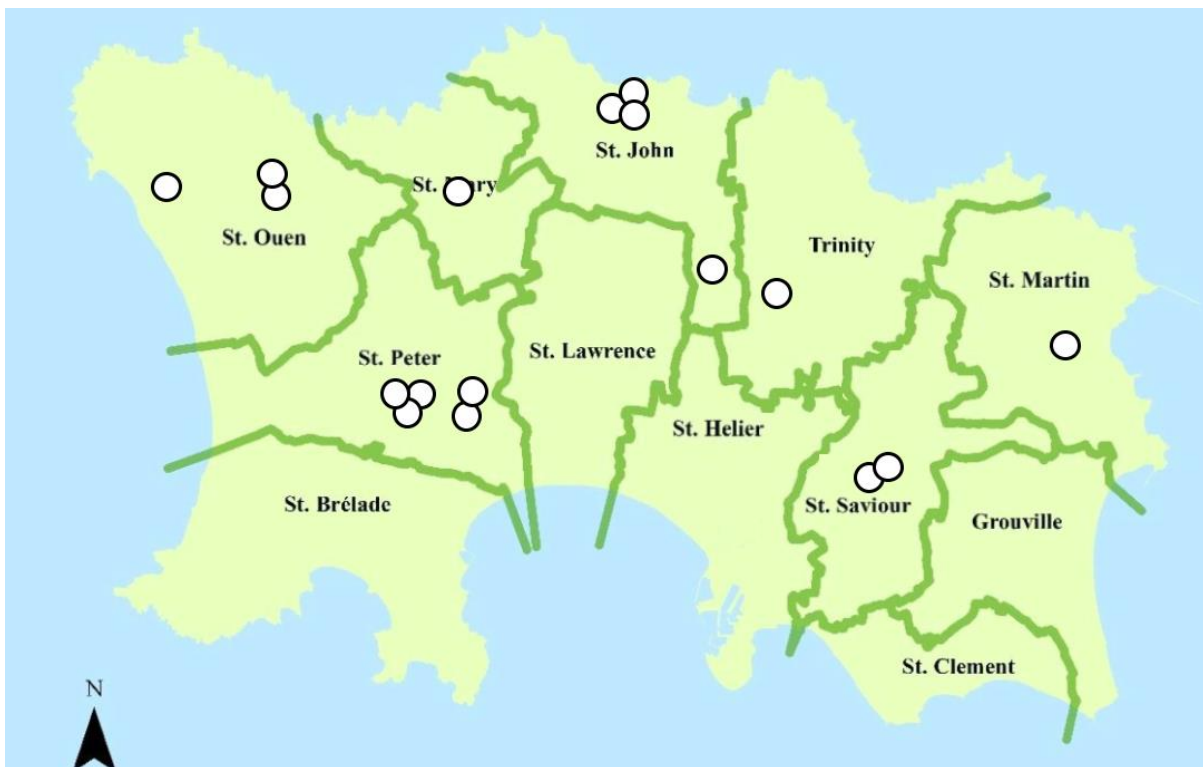 St. John
St. Mary
St. Ouen
Trinity
St. Martin
St. Peter
St. Lawrence
St. Helier
St. Brélade
St. Saviour
Grouville
St. Clement
N